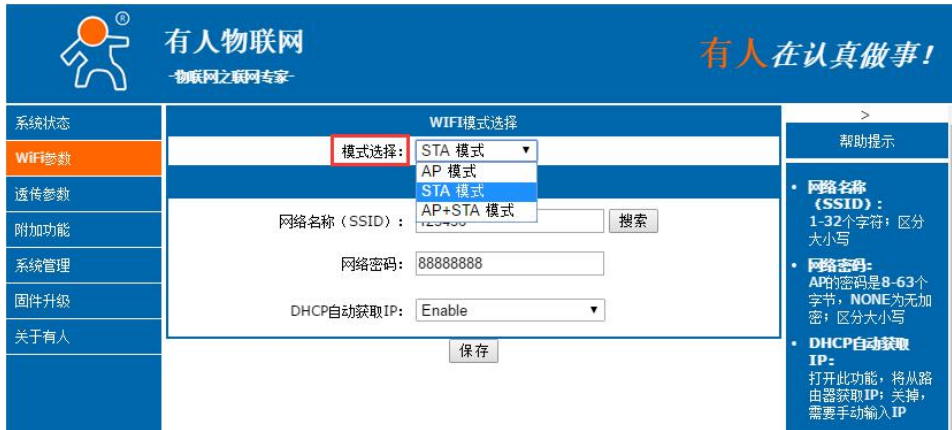 ®
有人物联网
-物联网之联网专家-
有人在认真做事!
系统状态
WiFi参数
透传参数
附加功能
系统管理
固件升级
关于有人
WIFI模式选择
模式选择: STA 模式
AP 模式
STA 模式
AP+STA 模式
网络名称(SSID):
搜索
网络密码: 88888888
DHCP自动获取IP: Enable
保存
>
帮助提示
• 网络名称
(SSID):
1-32个字符;区分
大小写
• 网络密码:
AP的密码是8-63个
字节,NONE为无加
密;区分大小写
• DHCP自动获取
IP:
打开此功能,将从路
由器获取IP;关掉,
需要手动输入IP